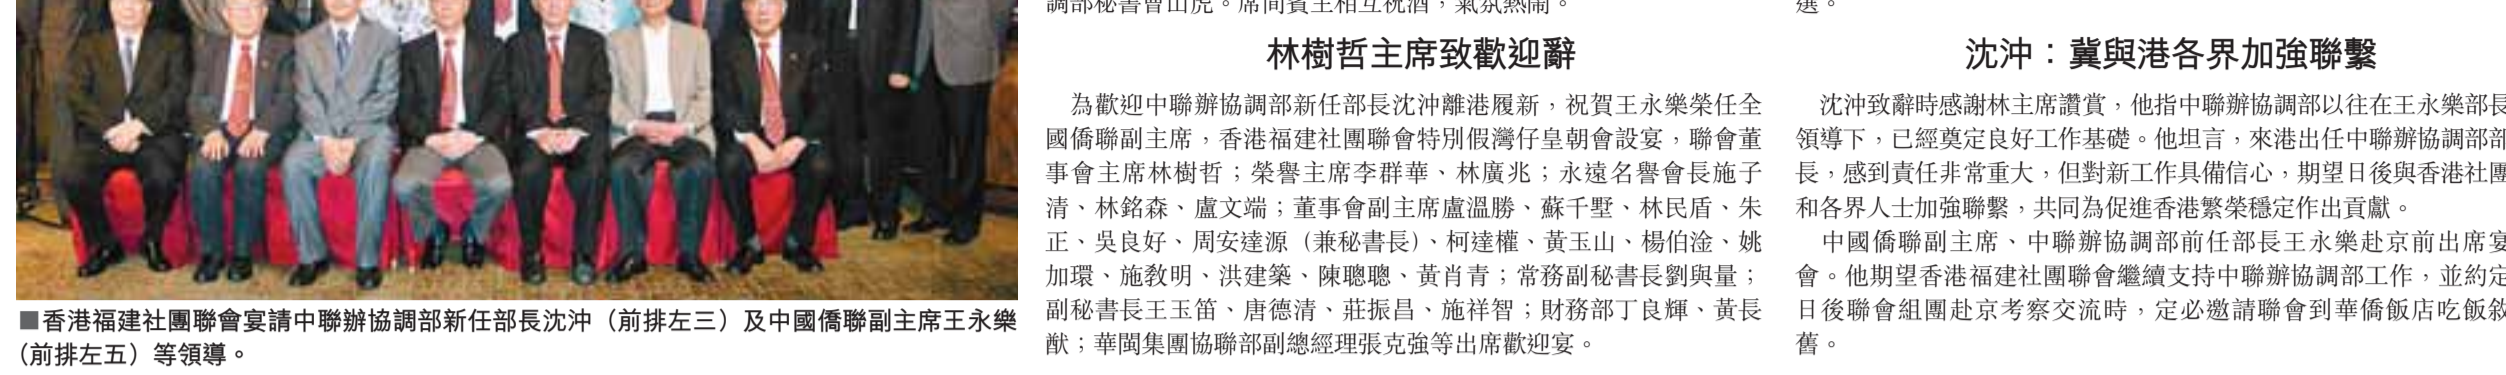 ■香港福建社團聯會宴請中聯辦協調部新任部長沈沖（前排左三）及中國僑聯副主席王永樂
（前排左五）等領導。
調部秘書曾山虎。席間賓主相互祝酒，氣氛熱鬧。
林樹哲主席致歡迎辭
為歡迎中聯辦協調部新任部長沈沖離港履新，祝賀王永樂榮任全
國僑聯副主席，香港福建社團聯會特別假灣仔皇朝會設宴，聯會董
事會主席林樹哲；榮譽主席李群華、林廣兆；永遠名譽會長施子
清、林銘森、盧文端；董事會副主席盧溫勝、蘇千墅、林民盾、朱
正、吳良好、周安達源（兼秘書長）、柯達權、黃玉山、楊伯淦、姚
加環、施教明、洪建築、陳聰聰、黃肖青；常務副秘書長劉與量；
副秘書長王玉笛、唐德清、莊振昌、施祥智；財務部丁良輝、黃長
猷；華閩集團協聯部副總經理張克強等出席歡迎宴。
選。
沈沖：冀與港各界加強聯繫
沈沖致辭時感謝林主席讚賞，他指中聯辦協調部以往在王永樂部長
領導下，已經奠定良好工作基礎。他坦言，來港出任中聯辦協調部部
長，感到責任非常重大，但對新工作具備信心，期望日後與香港社團
和各界人士加強聯繫，共同為促進香港繁榮穩定作出貢獻。
中國僑聯副主席、中聯辦協調部前任部長王永樂赴京前出席宴
會。他期望香港福建社團聯會繼續支持中聯辦協調部工作，並約定
日後聯會組團赴京考察交流時，定必邀請聯會到華僑飯店吃飯敘
舊。